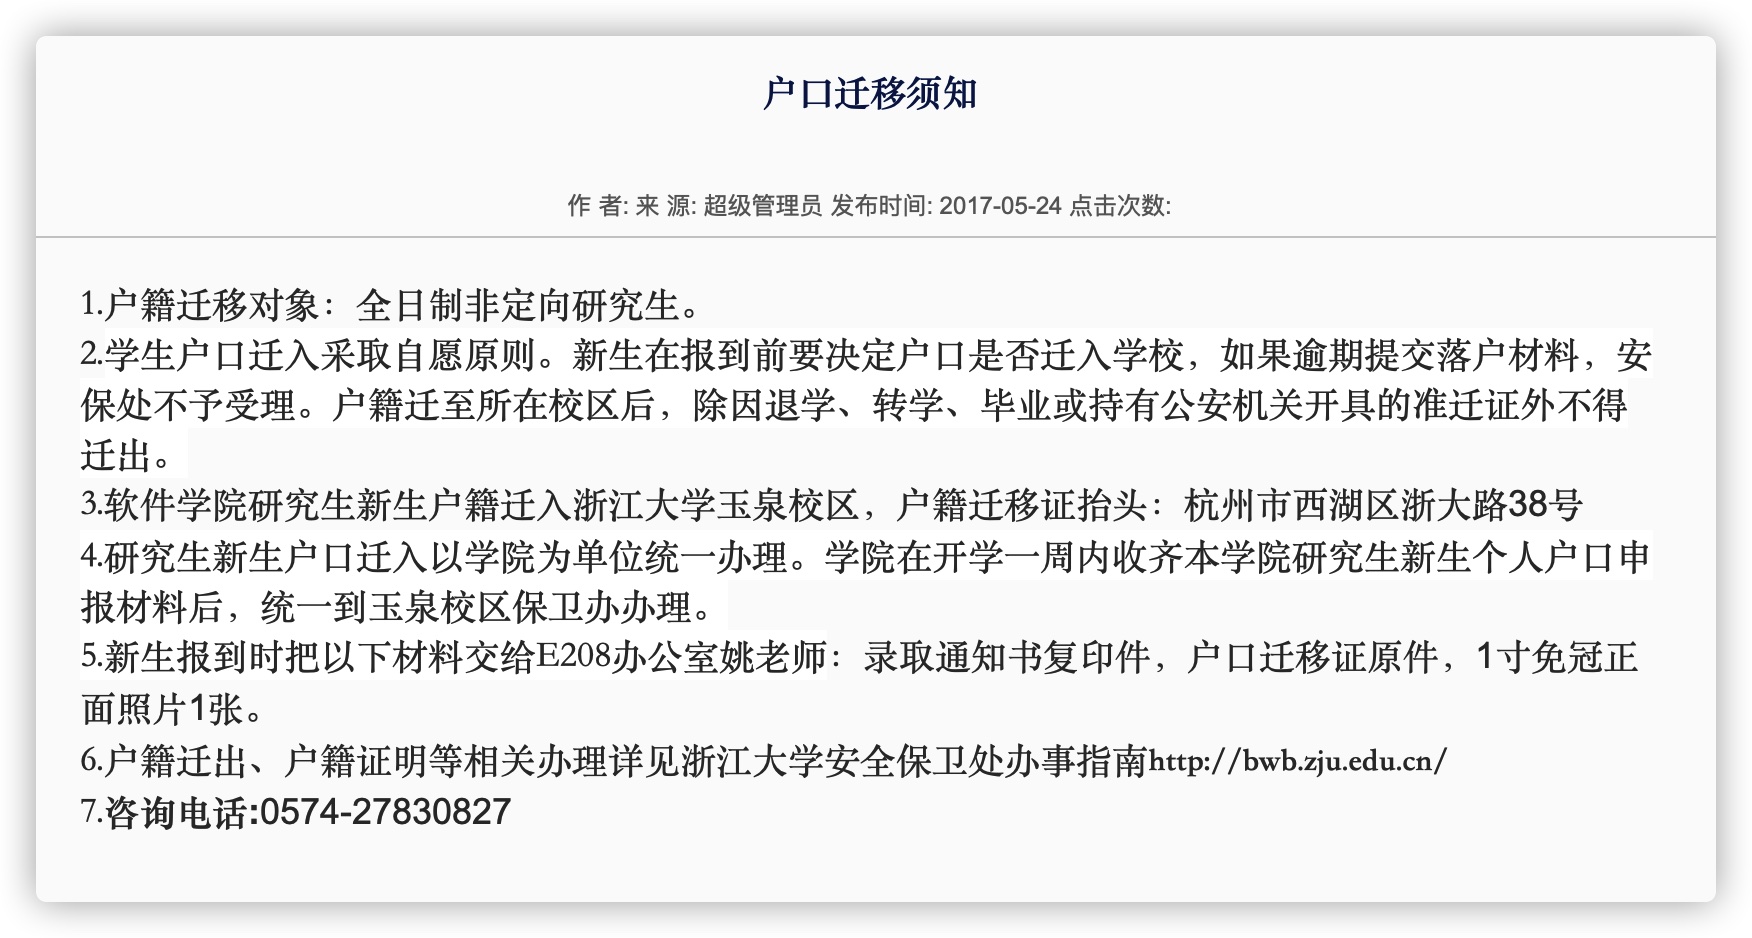 户口迁移须知
作 者: 来 源: 超级管理员 发布时间: 2017-05-24 点击次数:
1.户籍迁移对象：全日制非定向研究生。
2.学生户口迁入采取自愿原则。新生在报到前要决定户口是否迁入学校，如果逾期提交落户材料，安
保处不予受理。户籍迁至所在校区后，除因退学、转学、毕业或持有公安机关开具的准迁证外不得
迁出。
3.软件学院研究生新生户籍迁入浙江大学玉泉校区，户籍迁移证抬头：杭州市西湖区浙大路38号
4.研究生新生户口迁入以学院为单位统一办理。学院在开学一周内收齐本学院研究生新生个人户口申
报材料后，统一到玉泉校区保卫办办理。
5.新生报到时把以下材料交给E208办公室姚老师：录取通知书复印件，户口迁移证原件，1寸免冠正
面照片1张。
6.户籍迁出、户籍证明等相关办理详见浙江大学安全保卫处办事指南http://bwb.zju.edu.cn/
7.咨询电话:0574-27830827